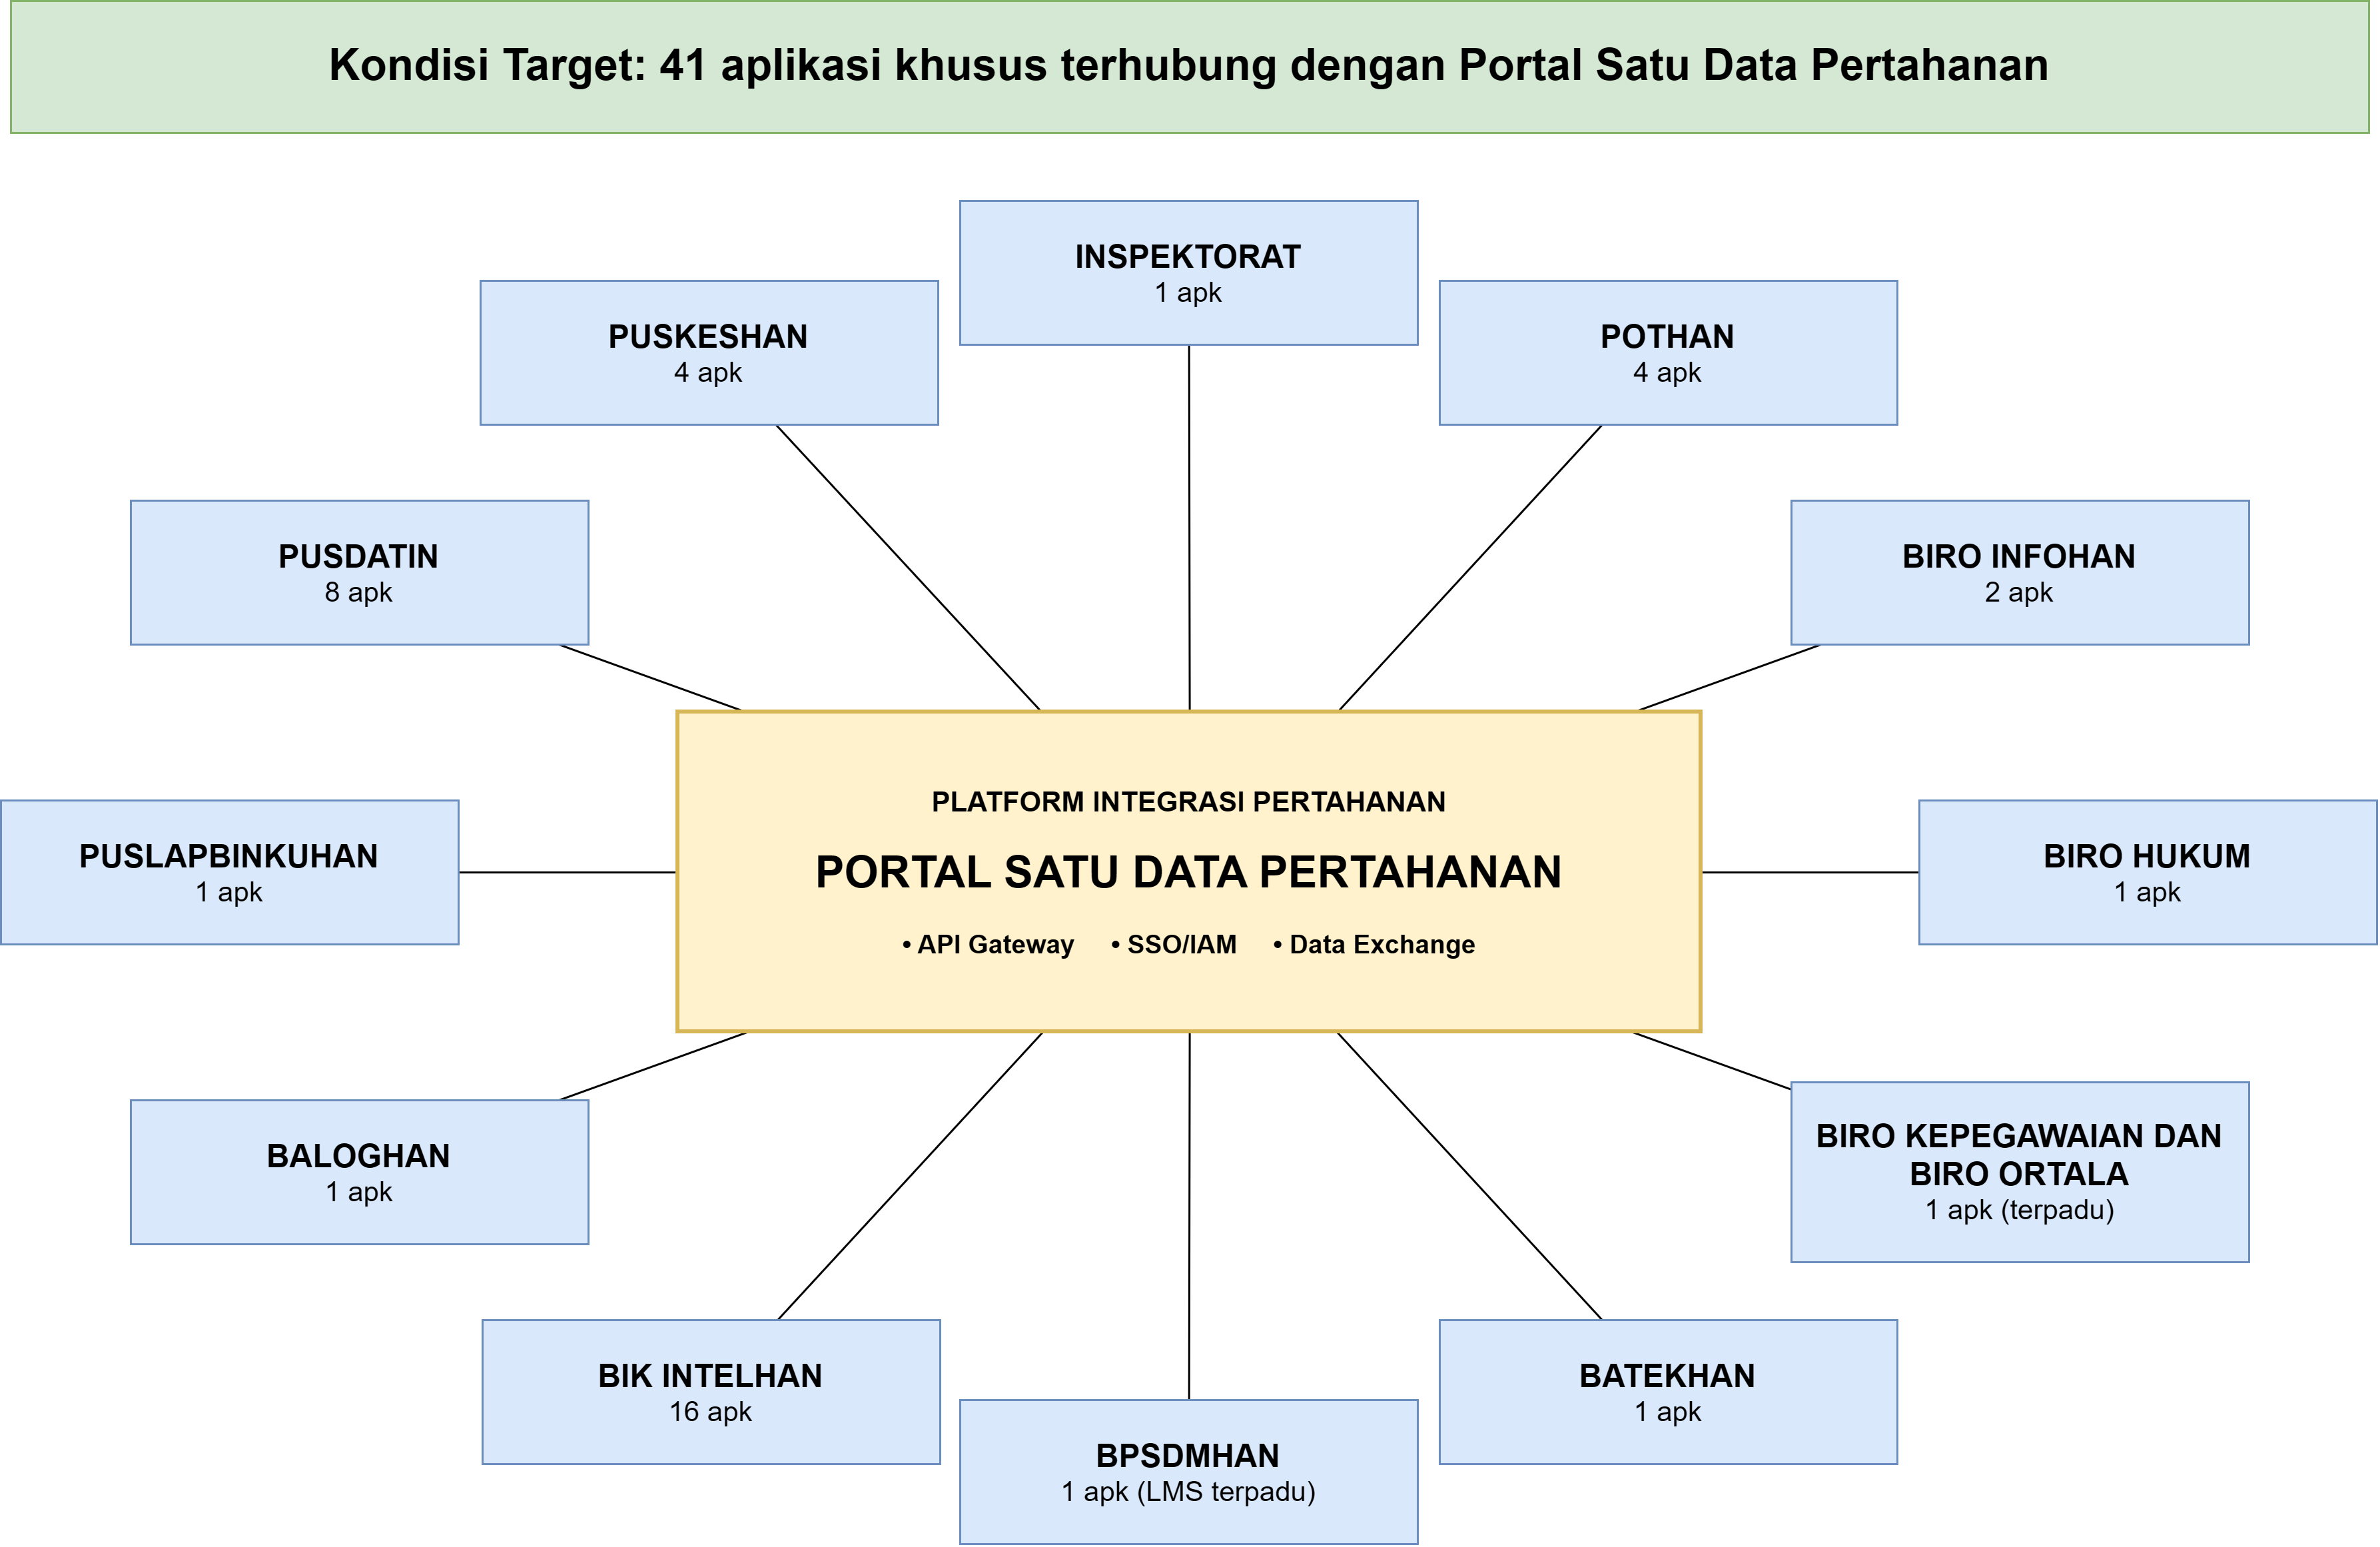 Kondisi Target: 41 aplikasi khusus terhubung dengan Portal Satu Data Pertahanan
INSPEKTORAT
1 apk
PUSKESHAN
4 apk
POTHAN
4 apk
PUSDATIN
8 apk
BIRO INFOHAN
2 apk
PLATFORM INTEGRASI PERTAHANAN
PORTAL SATU DATA PERTAHANAN
• API Gateway • SSO/IAM • Data Exchange
PUSLAPBINKUHAN
1 apk
BIRO HUKUM
1 apk
BALOGHAN
1 apk
BIRO KEPEGAWAIAN DAN
BIRO ORTALA
1 apk (terpadu)
BIK INTELHAN
16 apk
BATEKHAN
1 apk
BPSDMHAN
1 apk (LMS terpadu)